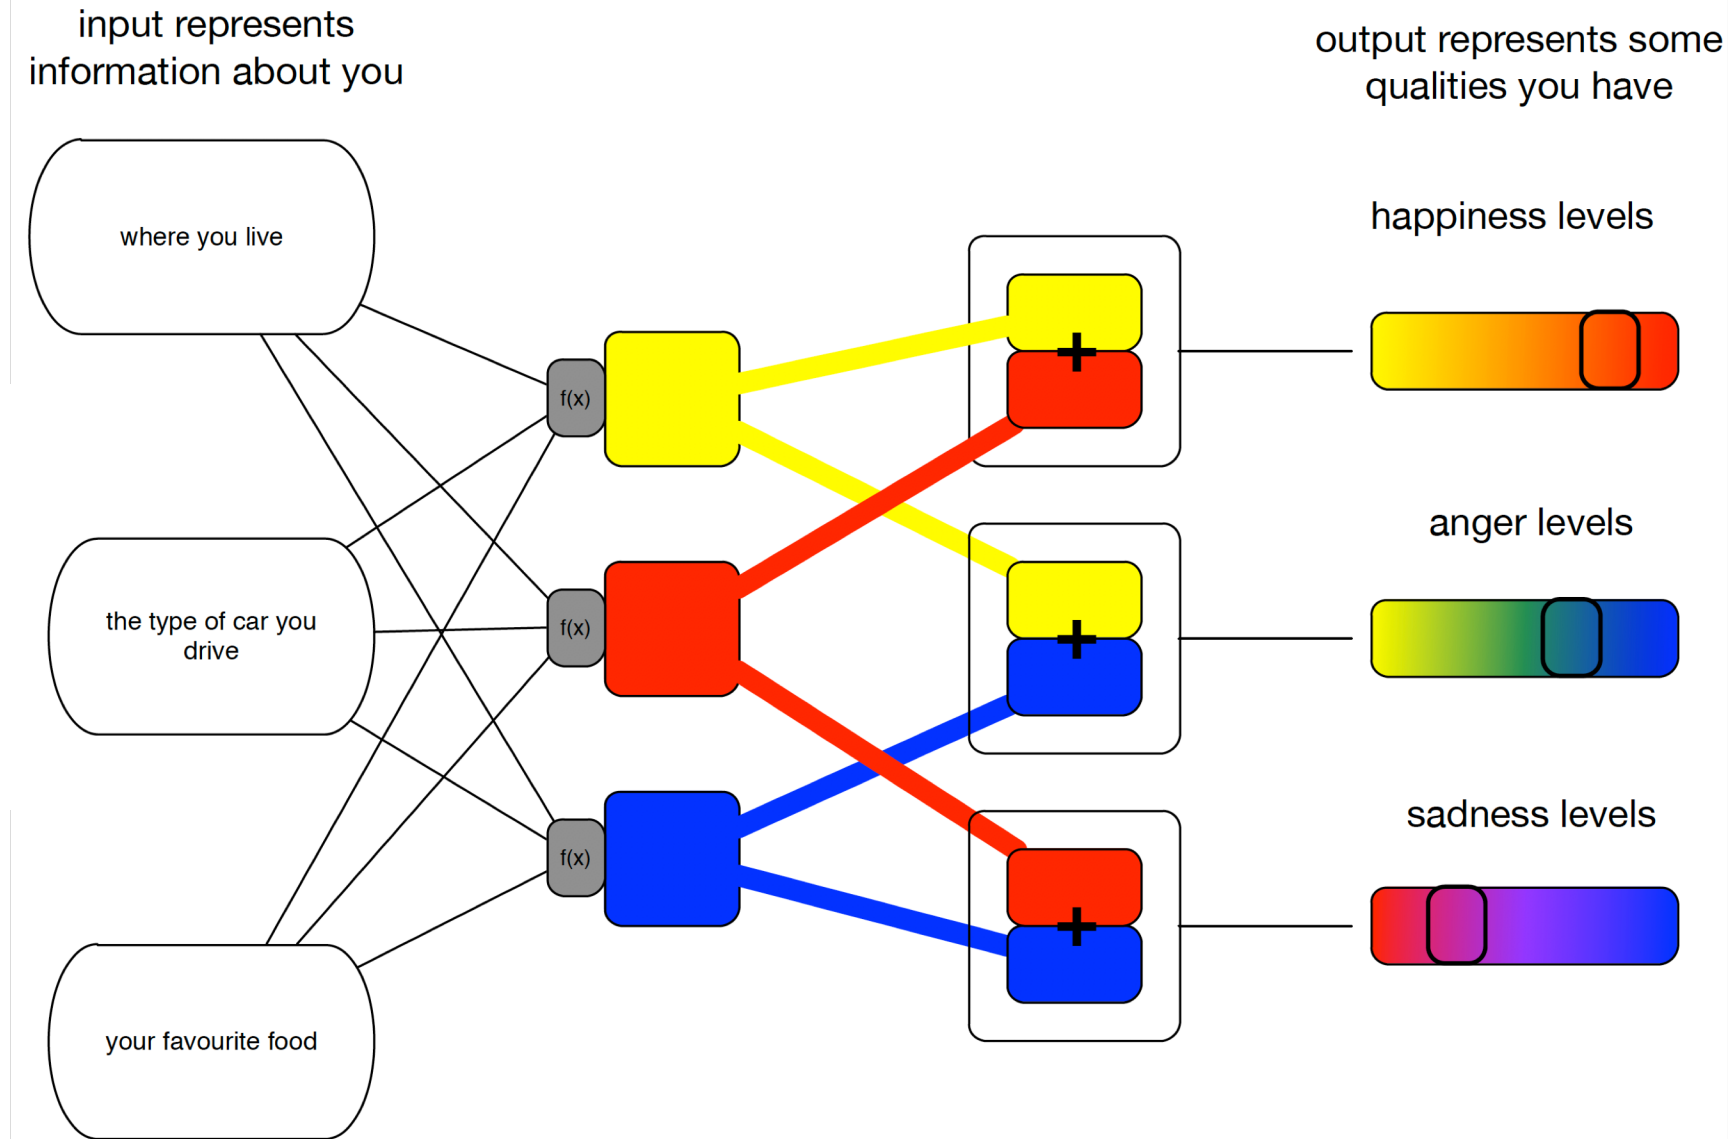 input represents
information about you
output represents some
qualities you have
where you live
the type of car you
drive
your favourite food
f(x)
f(x)
f(x)
+
+
+
happiness levels
anger levels
sadness levels